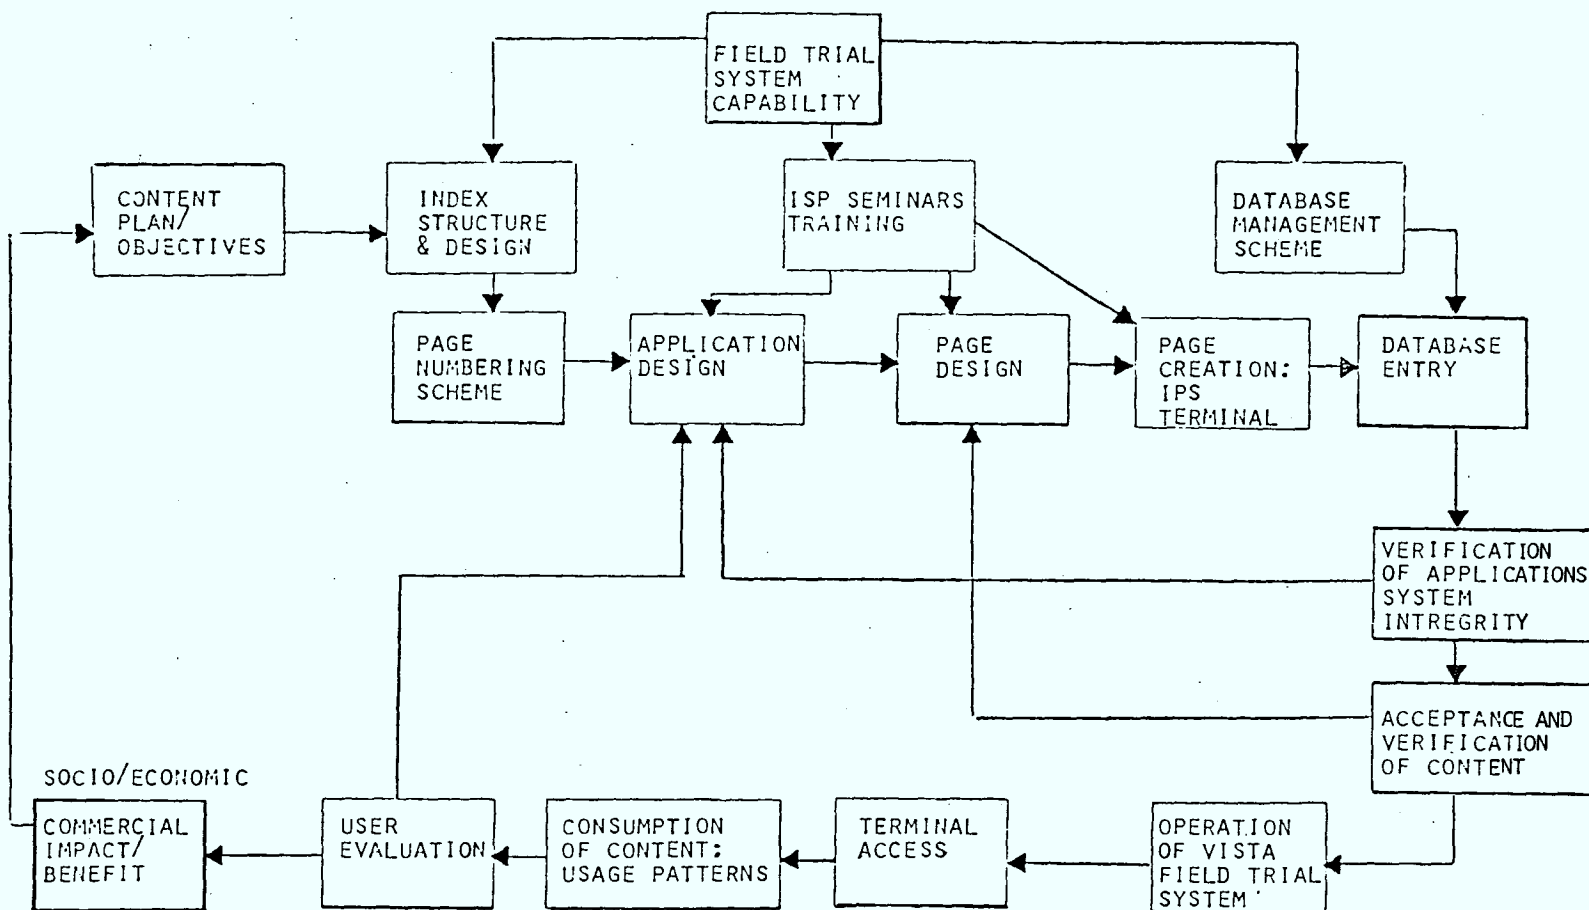 FIELD TRIAL
SYSTEM
CAPABILITY
CONTENT
PLAN/
OBJECTIVES
INDEX
STRUCTURE
& DESIGN
ISP SEMINARS
TRAINING
DATABASE
MANAGEMENT
SCHEME
PAGE
NUMBERING
SCHEME
APPLICATION
DESIGN
PAGE
DESIGN
PAGE
CREATION:
IPS
TERMINAL
DATABASE
ENTRY
VERIFICATION
OF APPLICATIONS
SYSTEM
INTREGRITY
ACCEPTANCE AND
VERIFICATION
OF CONTENT
SOCIO/ECONOMIC
COMMERCIAL
IMPACT/
BENEFIT
USER
EVALUATION
CONSUMPTION
OF CONTENT:
USAGE PATTERNS
TERMINAL
ACCESS
OPERATION
OF VISTA
FIELD TRIAL
SYSTEM